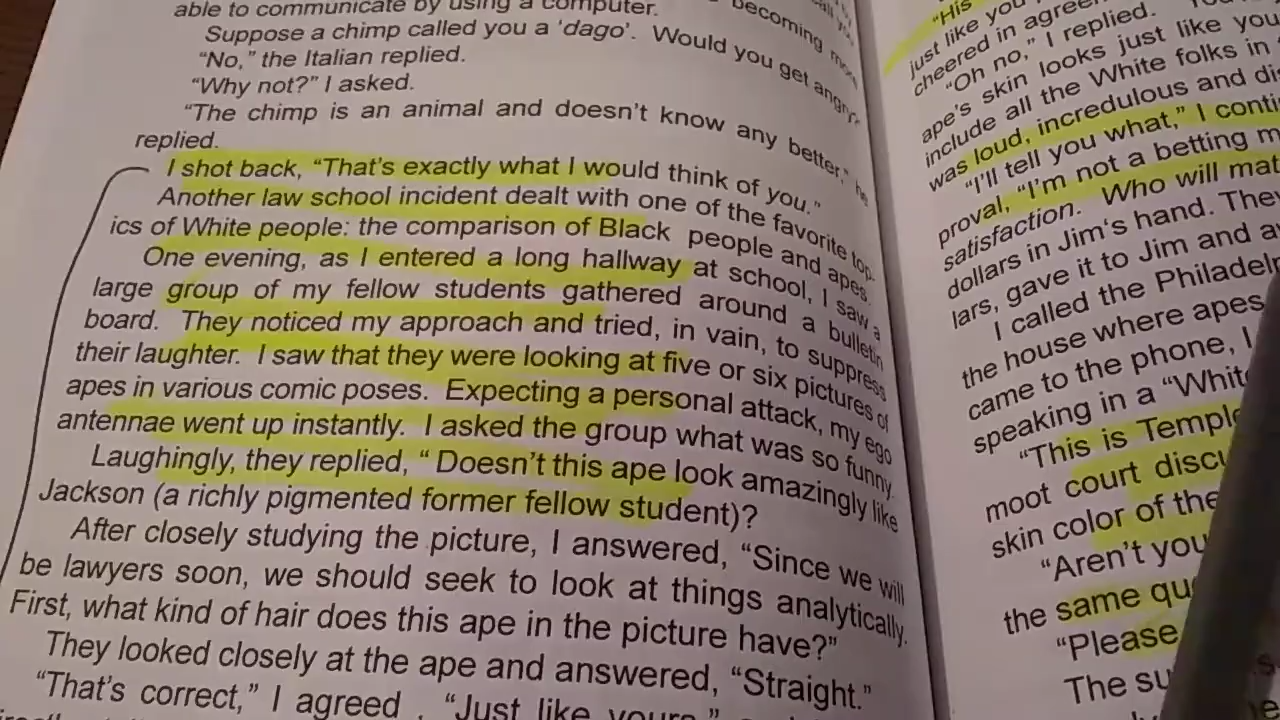 able to communicate by using a computer.
Suppose a chimp called you a 'dago'. Would you get angry?
"No," the Italian replied.
"Why not?" I asked.
"The chimp is an animal and doesn't know any better," he
replied.
I shot back, "That's exactly what I would think of you."
Another law school incident dealt with one of the favorite top-
ics of White people: the comparison of Black people and apes.
One evening, as I entered a long hallway at school, I saw a
large group of my fellow students gathered around a bulletin
board. They noticed my approach and tried, in vain, to suppress
their laughter. I saw that they were looking at five or six pictures of
apes in various comic poses. Expecting a personal attack, my ego
antennae went up instantly. I asked the group what was so funny.
Laughingly, they replied, " Doesn't this ape look amazingly like
Jackson (a richly pigmented former fellow student)?
After closely studying the picture, I answered, "Since we will
be lawyers soon, we should seek to look at things analytically.
First, what kind of hair does this ape in the picture have?"
They looked closely at the ape and answered, "Straight."
"That's correct," I agreed . "Just like yours."
becoming more
"His
just like you
cheered in agreem
"Oh no," I replied.
ape's skin looks just like you
include all the White folks in
was loud, incredulous and di
"I'll tell you what," I conti
proval, "I'm not a betting m
satisfaction. Who will mat
dollars in Jim's hand. They
lars, gave it to Jim and a
I called the Philadelp
the house where apes
came to the phone, I
speaking in a "White
"This is Temple
moot court discu
skin color of the
"Aren't you
the same qu
"Please
The su